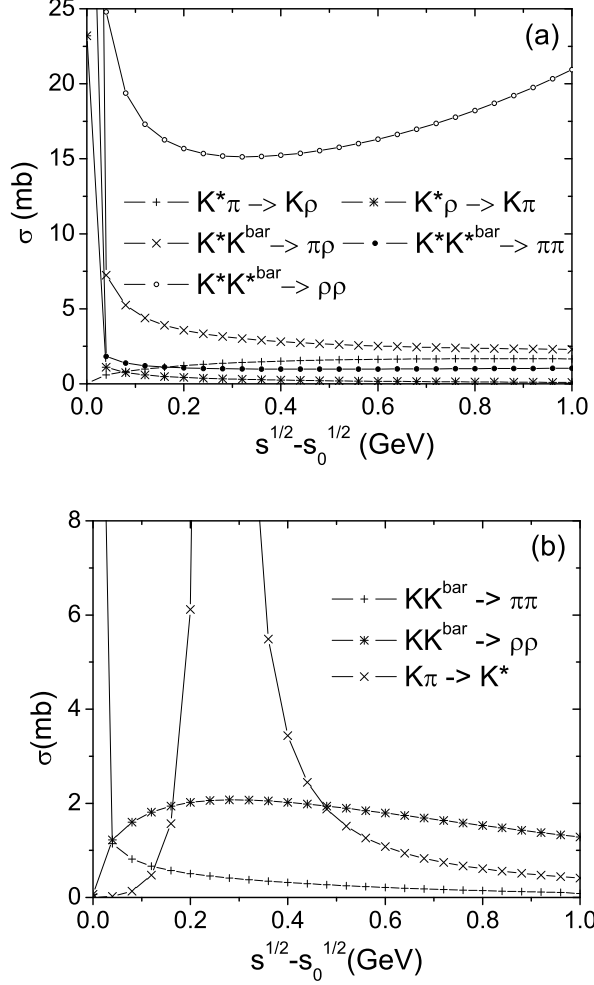 25
(a)
20
15
K*π -> Kρ
K*ρ -> Kπ
10
K*K^bar -> πρ
K*K*^bar -> ππ
K*K*^bar -> ρρ
5
0
0.0 0.2 0.4 0.6 0.8 1.0
σ (mb)
s^1/2-s_0^1/2 (GeV)
8
(b)
KK^bar -> ππ
6
KK^bar -> ρρ
Kπ -> K*
4
2
0
0.0 0.2 0.4 0.6 0.8 1.0
σ(mb)
s^1/2-s_0^1/2(GeV)